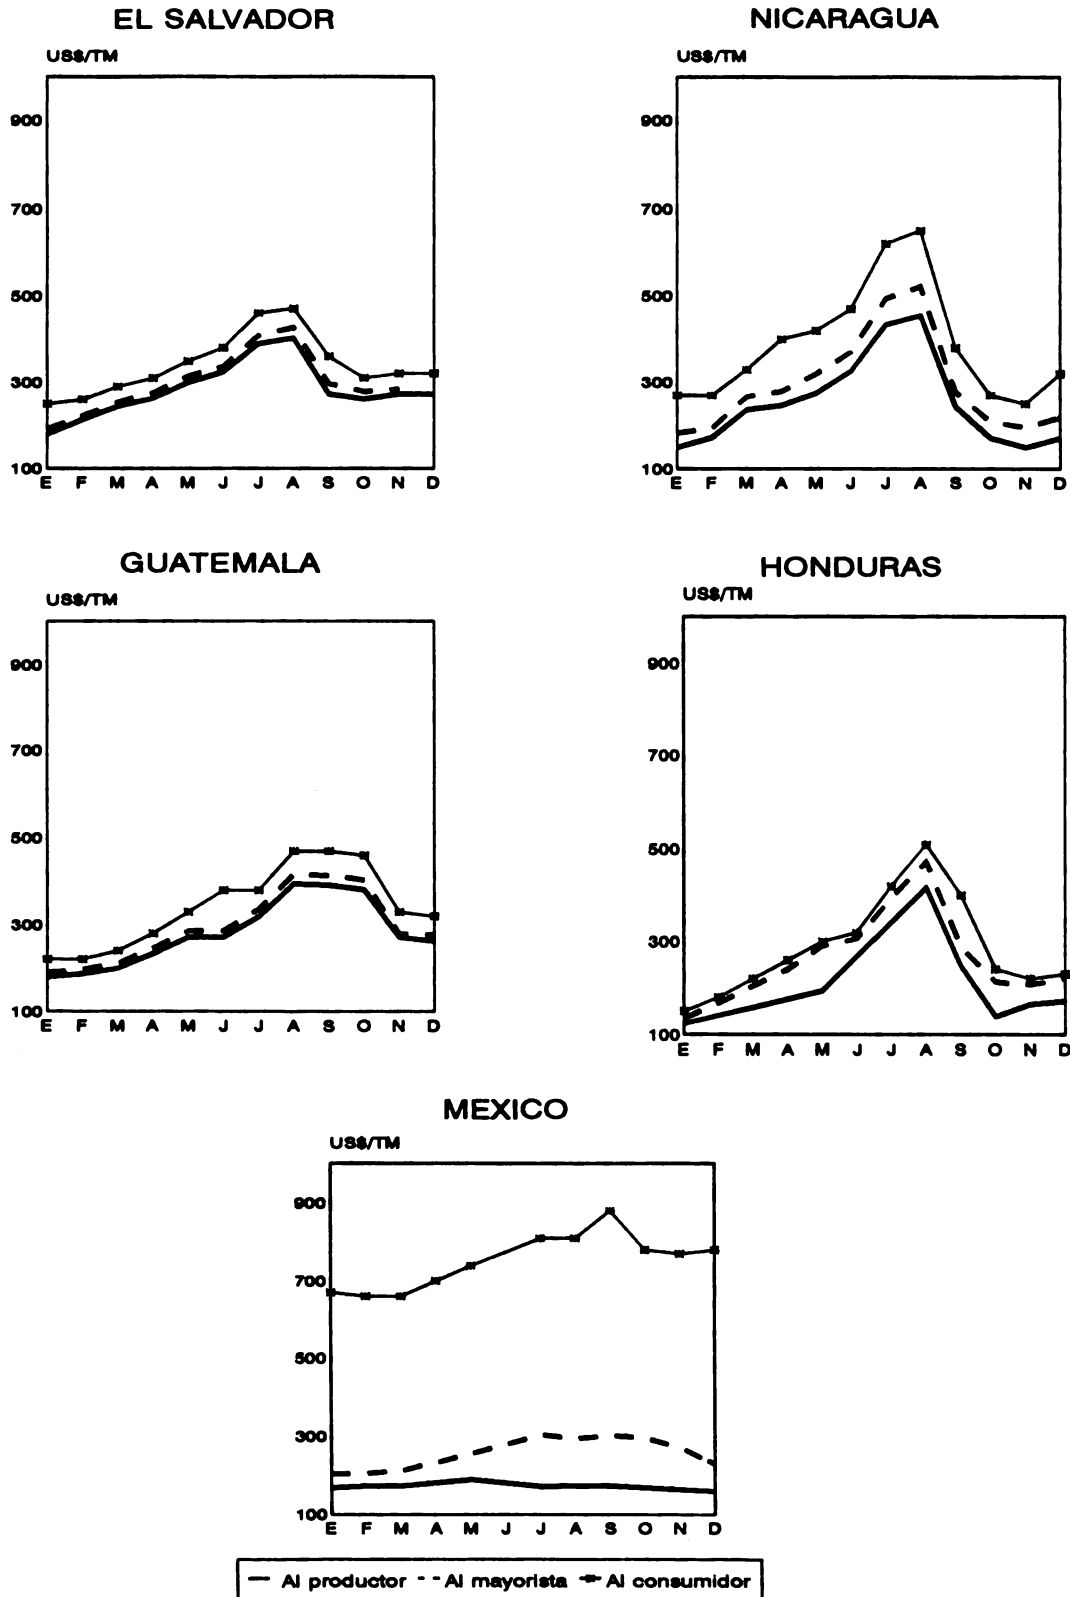 EL SALVADOR
US$/TM
900
700
500
300
100
E F M A M J J A S O N D
NICARAGUA
US$/TM
900
700
500
300
100
E F M A M J J A S O N D
GUATEMALA
US$/TM
900
700
500
300
100
E F M A M J J A S O N D
HONDURAS
US$/TM
900
700
500
300
100
E F M A M J J A S O N D
MEXICO
US$/TM
900
700
500
300
100
E F M A M J J A S O N D
Al productor Al mayorista Al consumidor